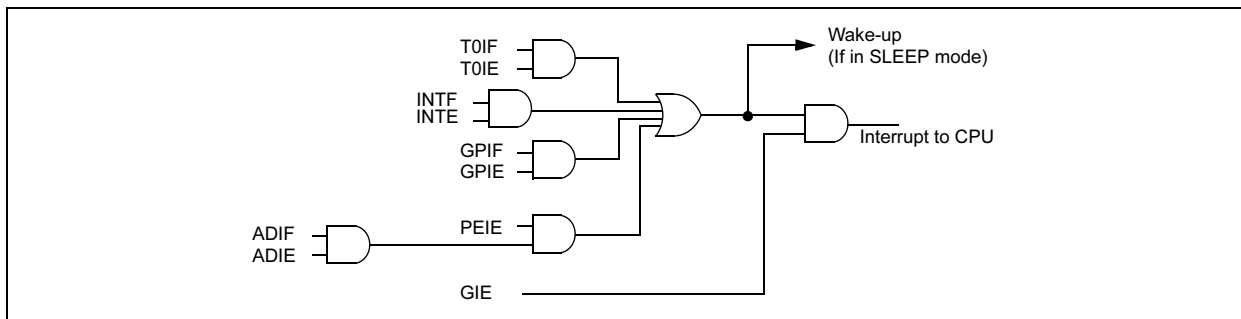 Wake-up
(If in SLEEP mode)
T0IF
T0IE
INTF
INTE
Interrupt to CPU
GPIF
GPIE
PEIE
ADIF
ADIE
GIE